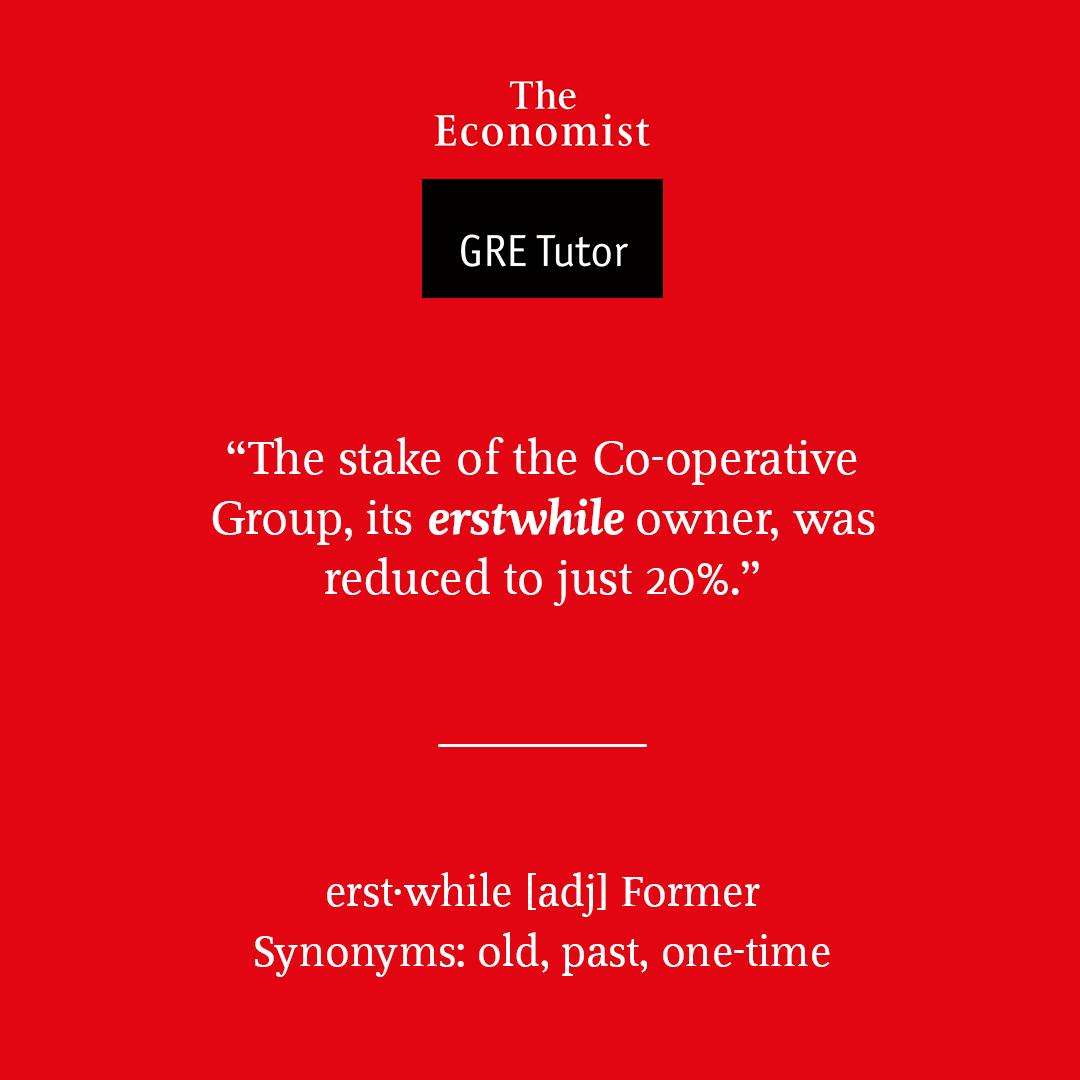 The
Economist
GRE Tutor
“The stake of the Co-operative
Group, its erstwhile owner, was
reduced to just 20%.”
erst·while [adj] Former
Synonyms: old, past, one-time